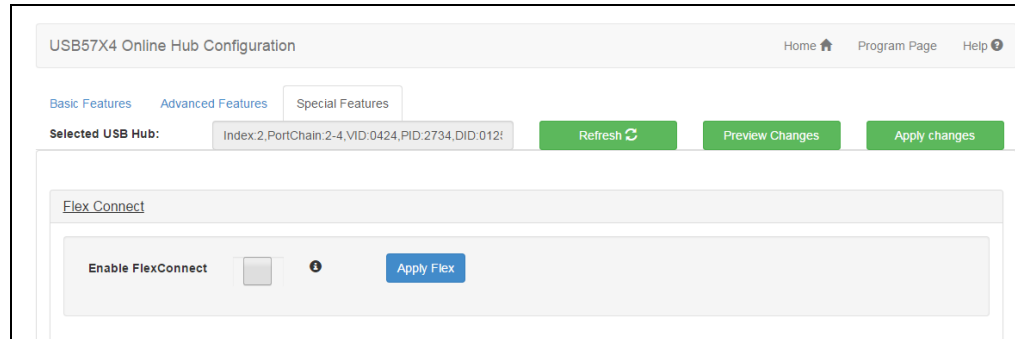 USB57X4 Online Hub Configuration Home Program Page Help
Basic Features Advanced Features Special Features
Selected USB Hub: Index:2,PortChain:2-4,VID:0424,PID:2734,DID:012 Refresh Preview Changes Apply changes
Flex Connect
Enable FlexConnect Apply Flex